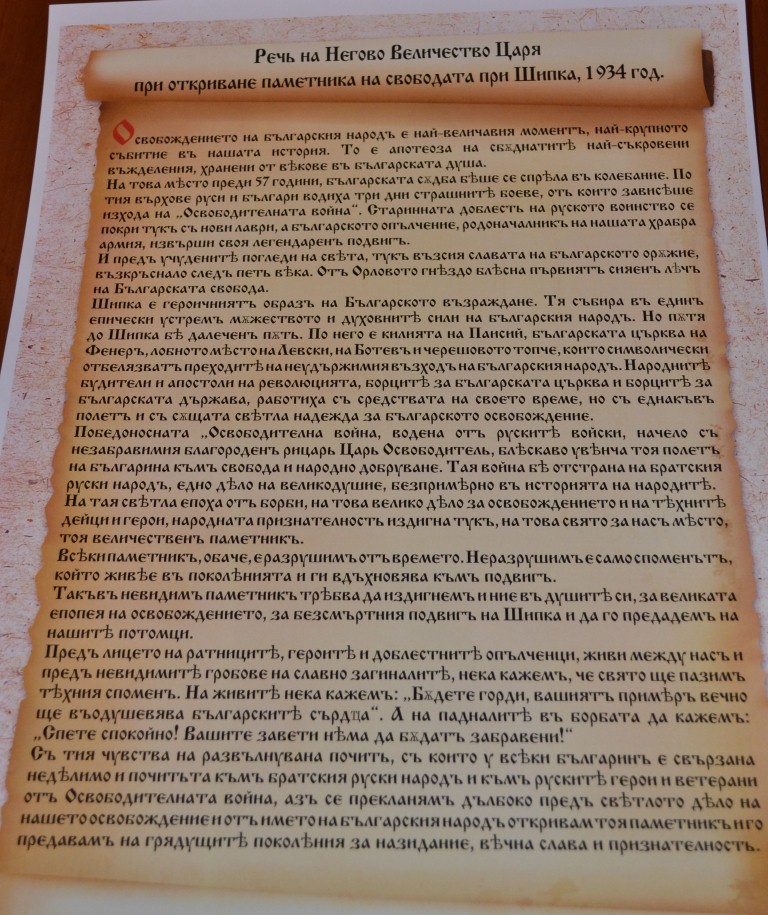 Речь на Негово Величество Царя
при откриване паметника на свободата при Шипка, 1934 год.
Освобождението на българския народъ е най-величавия моментъ, най-крупното
събитие въ нашата история. То е апотеоза на сбѫднатитѣ най-съкровени
въжделения, хранени от вѣкове въ българската душа.
На това мѣсто преди 57 години, българската сѫдба бѣше се спрѣла въ колебание. По
тия върхове руси и българи водиха три дни страшнитѣ боеве, отъ които зависѣше
изхода на „Освободителната война“. Старинната доблесть на руското воинство се
покри тукъ съ нови лаври, а българското опълчение, родоначалникъ на нашата храбра
армия, извърши своя легендаренъ подвигъ.
И предъ учуденитѣ погледи на свѣта, тукъ възсия славата на българското орѫжие,
възкръснало следъ петь вѣка. Отъ Орловото гнѣздо блѣсна първиятъ сияенъ лѣчъ
на Българската свобода.
Шипка е героичниятъ образъ на Българското възраждане. Тя събира въ единъ
епически устремъ мѫжеството и духовнитѣ сили на българския народъ. Но пѫтя
до Шипка бѣ далеченъ пѫть. По него е килията на Паисий, българската църква на
Фенеръ, лобното мѣсто на Левски, на Ботевъ и черешовото топче, които символически
отбелязватъ преходитѣ на неудържимия възходъ на българския народъ. Народнитѣ
будители и апостоли на революцията, борцитѣ за българската църква и борцитѣ за
българската държава, работиха съ средствата на своето време, но съ еднакъвъ
полетъ и съ сѫщата свѣтла надежда за българското освобождение.
Победоносната „Освободителна война, водена отъ рускитѣ войски, начело съ
незабравимия благороденъ рицарь Царь Освободитель, блѣскаво увѣнча тоя полетъ
на българина къмъ свобода и народно добруване. Тая война бѣ отстрана на братския
руски народъ, едно дѣло на великодушие, безпримѣрно въ историята на народитѣ.
На тая свѣтла епоха отъ борби, на това велико дѣло за освобождението и на тѣхнитѣ
дейци и герои, народната признателность издигна тукъ, на това свято за насъ мѣсто,
тоя величественъ паметникъ.
Всѣки паметникъ, обаче, е разрушимъ отъ времето. Неразрушимъ е само споменътъ,
който живѣе въ поколѣнията и ги вдъхновява къмъ подвигъ.
Такъвъ невидимъ паметникъ трѣбва да издигнемъ и ние въ душитѣ си, за великата
епопея на освобождението, за безсмъртния подвигъ на Шипка и да го предадемъ на
нашитѣ потомци.
Предъ лицето на ратницитѣ, героитѣ и доблестнитѣ опълченци, живи между насъ и
предъ невидимитѣ гробове на славно загиналитѣ, нека кажемъ, че свято ще пазимъ
тѣхния споменъ. На живитѣ нека кажемъ: „Бѫдете горди, вашиятъ примѣръ вечно
ще въодушевява българскитѣ сърдца“. А на падналитѣ въ борбата да кажемъ:
„Спете спокойно! Вашите завети нѣма да бѫдатъ забравени!“
Съ тия чувства на развълнувана почить, съ които у всѣки българинъ е свързана
недѣлимо и почитьта къмъ братския руски народъ и къмъ рускитѣ герои и ветерани
отъ Освободителната война, азъ се прекланямъ дълбоко предъ свѣтлото дѣло на
нашето освобождение и отъ името на българския народъ откривам тоя паметникъ и го
предавамъ на грядущитѣ поколѣния за назидание, вѣчна слава и признателность.